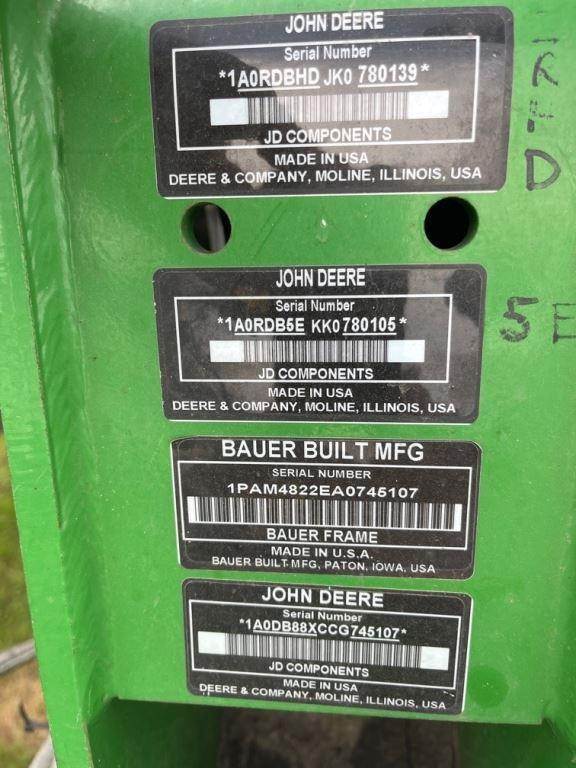 JOHN DEERE
Serial Number
*1A0RDBHD JK0 780139*
JD COMPONENTS
MADE IN USA
DEERE & COMPANY, MOLINE, ILLINOIS, USA
R
D
JOHN DEERE
Serial Number
*1A0RDB5E KK0 780105*
JD COMPONENTS
MADE IN USA
DEERE & COMPANY, MOLINE, ILLINOIS, USA
5E
BAUER BUILT MFG
SERIAL NUMBER
1PAM4822EA0745107
BAUER FRAME
MADE IN U.S.A.
BAUER BUILT MFG, PATON, IOWA, USA
JOHN DEERE
Serial Number
*1A0DB88XCCG745107*
JD COMPONENTS
MADE IN USA
DEERE & COMPANY, MOLINE, ILLINOIS, USA